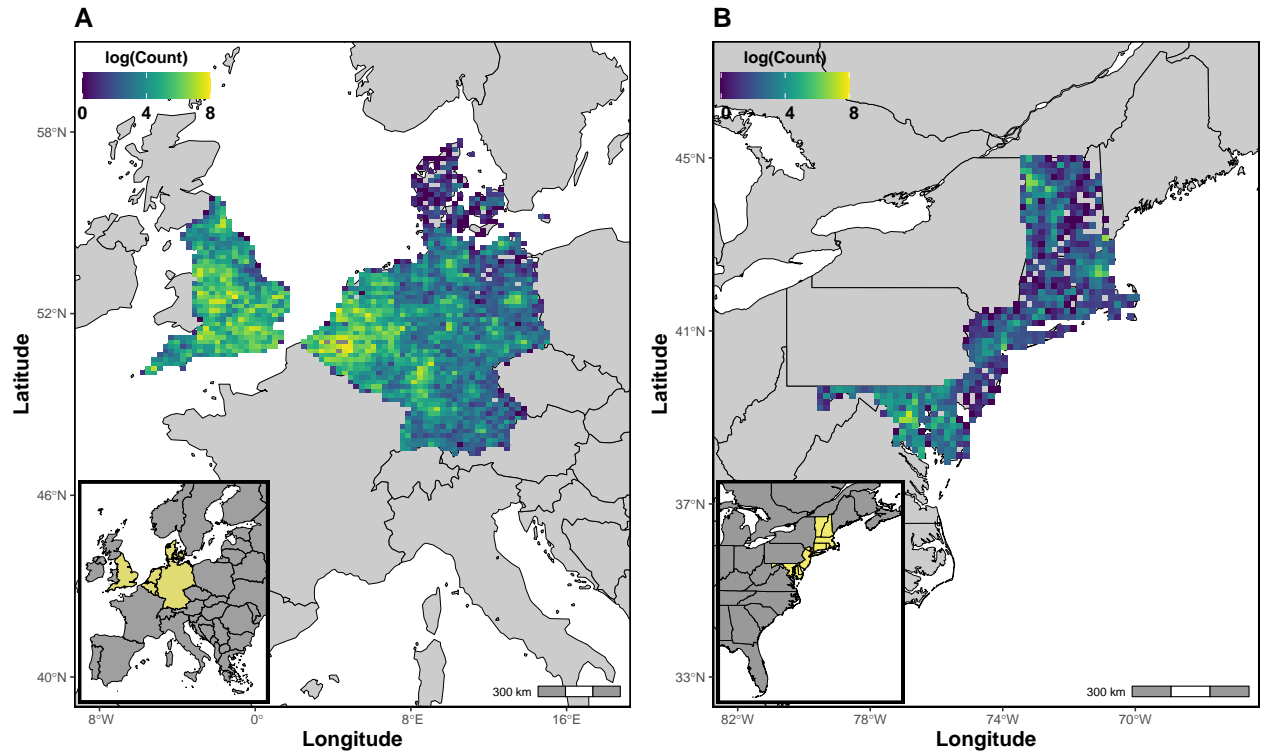 A
log(Count)
0 4 8
58°N
52°N
46°N
40°N
8°W 0° 8°E 16°E
Latitude
Longitude
300 km
B
log(Count)
0 4 8
45°N
41°N
37°N
33°N
82°W 78°W 74°W 70°W
Latitude
Longitude
300 km